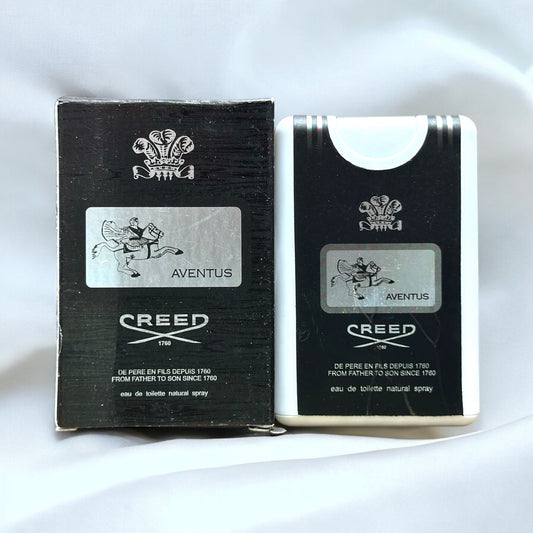 AVENTUS
CREED
1760
DE PERE EN FILS DEPUIS 1760
FROM FATHER TO SON SINCE 1760
eau de toilette natural spray
AVENTUS
CREED
1760
DE PERE EN FILS DEPUIS 1760
FROM FATHER TO SON SINCE 1760
eau de toilette natural spray